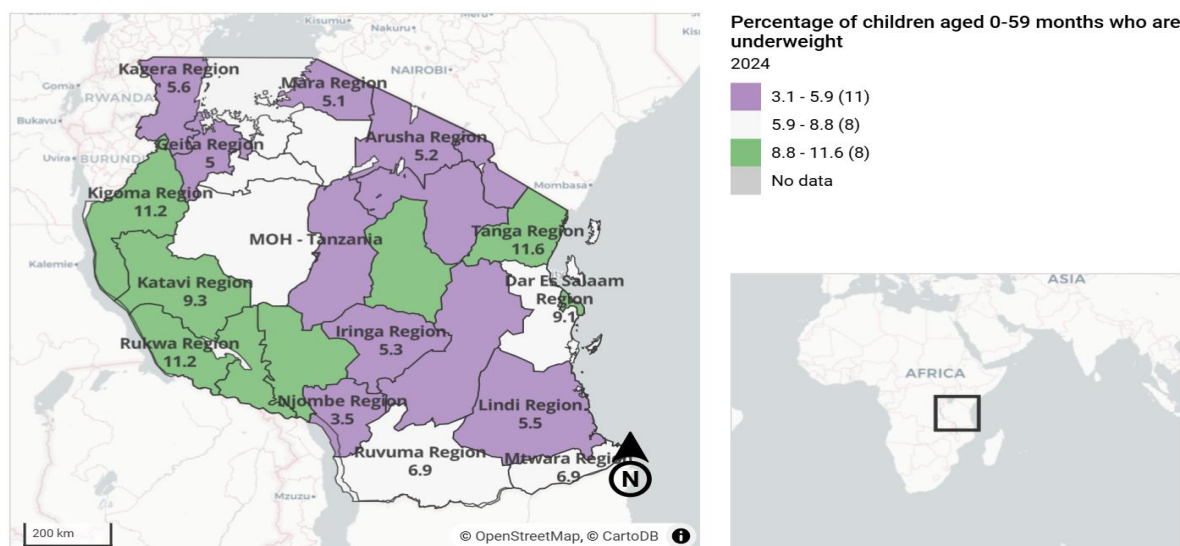 Kisumu
Nakuru
Meru
Kis
NAIROBI
Goma
RWANDA
Bukavu
Uvira
BURUNDI
Mombasa
Kalemie
Mzuzu
Kagera Region
5.6
Mara Region
5.1
Geita Region
5
Arusha Region
5.2
Kigoma Region
11.2
MOH - Tanzania
Tanga Region
11.6
Katavi Region
9.3
Dar Es Salaam
Region
9.1
Rukwa Region
11.2
Iringa Region
5.3
Njombe Region
3.5
Lindi Region
5.5
Ruvuma Region
6.9
Mtwara Region
6.9
N
200 km
© OpenStreetMap, © CartoDB
Percentage of children aged 0-59 months who are
underweight
2024
3.1 - 5.9 (11)
5.9 - 8.8 (8)
8.8 - 11.6 (8)
No data
ASIA
AFRICA